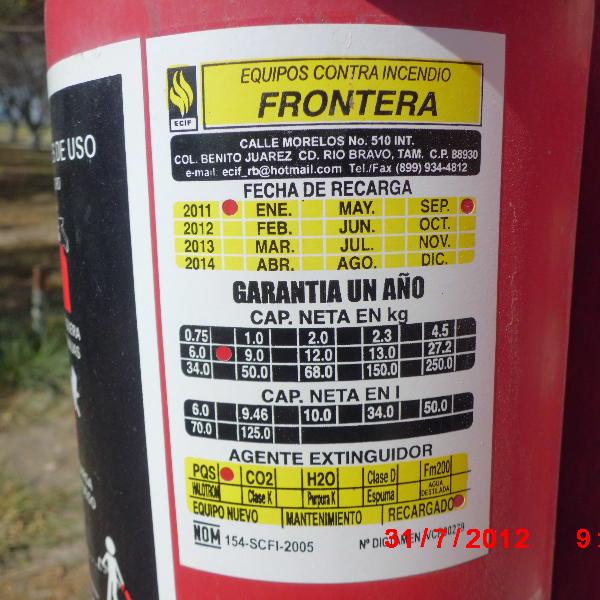 DE USO
ECIF
EQUIPOS CONTRA INCENDIO
FRONTERA
CALLE MORELOS No. 510 INT.
COL. BENITO JUAREZ CD. RIO BRAVO, TAM. C.P. 88930
e-mail: ecif_rb@hotmail.com Tel./Fax (899) 934-4812
FECHA DE RECARGA
2011 ENE. MAY. SEP.
2012 FEB. JUN. OCT.
2013 MAR. JUL. NOV.
2014 ABR. AGO. DIC.
GARANTIA UN AÑO
CAP. NETA EN kg
0.75 1.0 2.0 2.3 4.5
6.0 9.0 12.0 13.0 27.2
34.0 50.0 68.0 150.0 250.0
CAP. NETA EN l
6.0 9.46 10.0 34.0 50.0
70.0 125.0
AGENTE EXTINGUIDOR
PQS CO2 H2O Clase D Fm200
HALOTRON Clase K Purpura K Espuma AGUA DESTILADA
EQUIPO NUEVO MANTENIMIENTO RECARGADO
NOM 154-SCFI-2005 Nº DICTAMEN
31/7/2012 9: